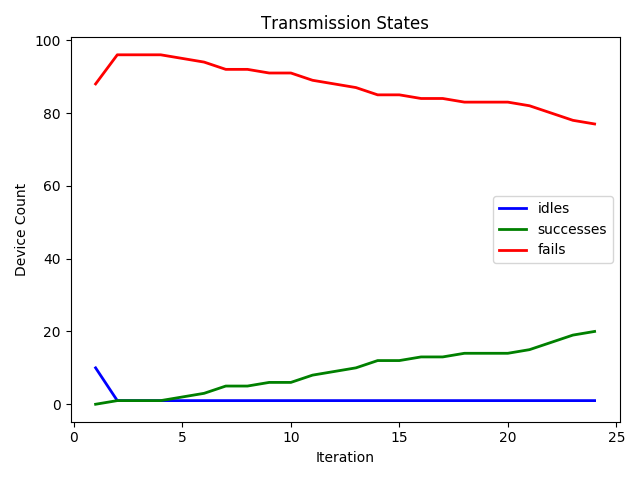 Transmission States
Device Count
100
80
60
40
20
0
idles
successes
fails
0 5 10 15 20 25
Iteration